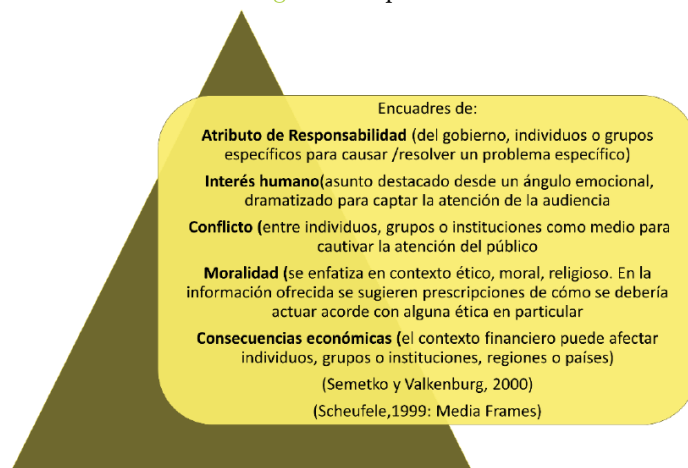 Encuadres de:
Atributo de Responsabilidad (del gobierno, individuos o grupos
específicos para causar /resolver un problema específico)
Interés humano(asunto destacado desde un ángulo emocional,
dramatizado para captar la atención de la audiencia
Conflicto (entre individuos, grupos o instituciones como medio para
cautivar la atención del público
Moralidad (se enfatiza en contexto ético, moral, religioso. En la
información ofrecida se sugieren prescripciones de cómo se debería
actuar acorde con alguna ética en particular
Consecuencias económicas (el contexto financiero puede afectar
individuos, grupos o instituciones, regiones o países)
(Semetko y Valkenburg, 2000)
(Scheufele,1999: Media Frames)